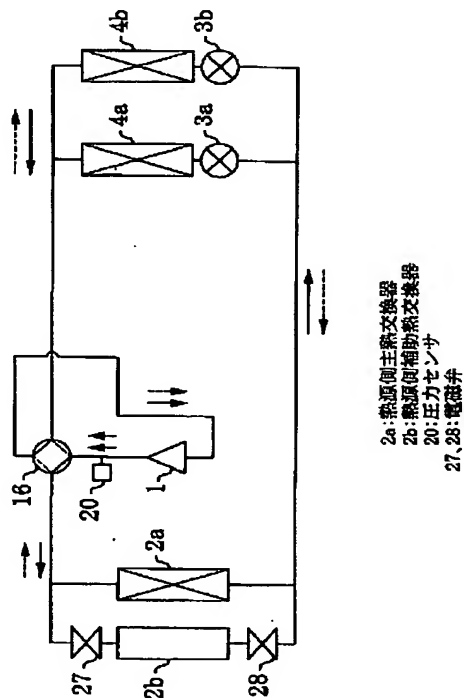 16
20
1
27
2b
28
2a
4a
3a
4b
3b
2a:熱源側主熱交換器
2b:熱源側補助熱交換器
20:圧力センサ
27,28:電磁弁